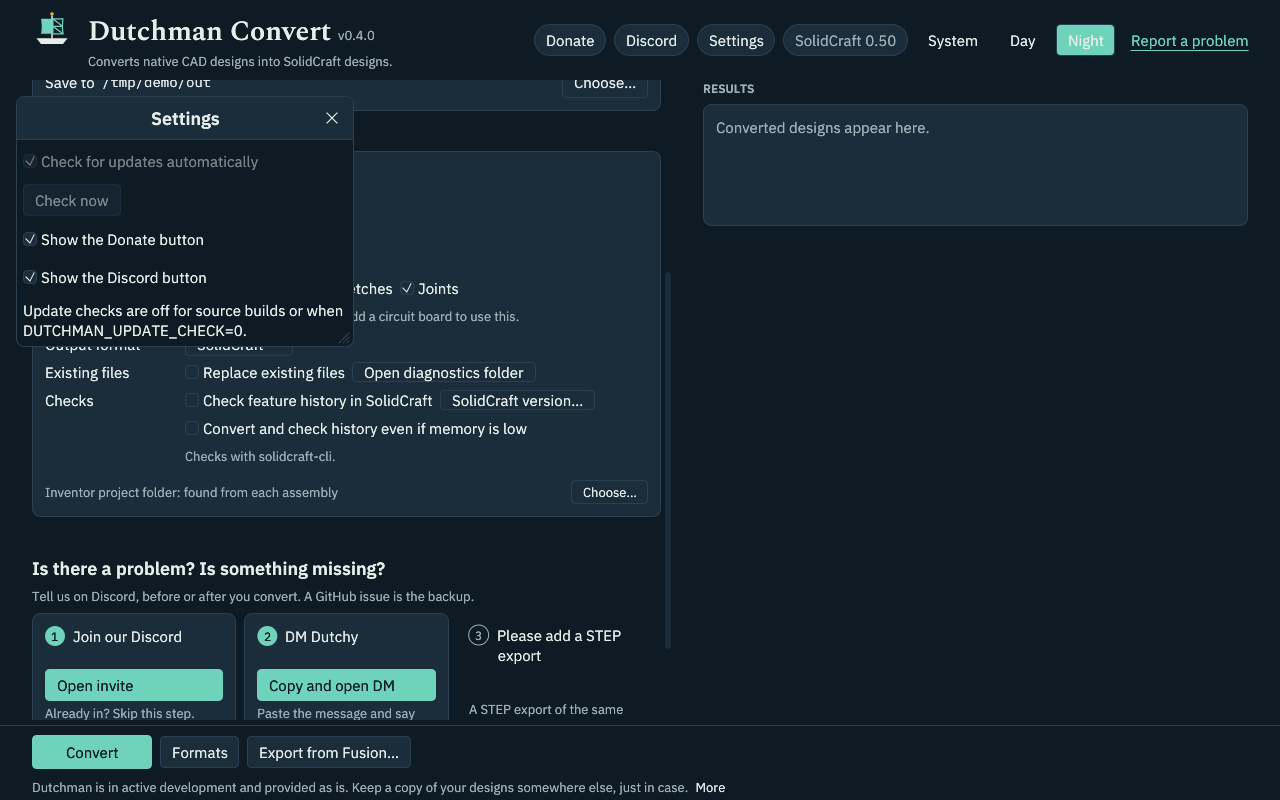 Dutchman Convert v0.4.0
Converts native CAD designs into SolidCraft designs.
Donate
Discord
Settings
SolidCraft 0.50
System
Day
Night
Report a problem
Save to /tmp/demo/out
Choose...
Settings
Check for updates automatically
Check now
Show the Donate button
Show the Discord button
Update checks are off for source builds or when
DUTCHMAN_UPDATE_CHECK=0.
Joints
a circuit board to use this.
Output format SolidCraft
Existing files Replace existing files Open diagnostics folder
Checks Check feature history in SolidCraft SolidCraft version...
Convert and check history even if memory is low
Checks with solidcraft-cli.
Inventor project folder: found from each assembly Choose...
Is there a problem? Is something missing?
Tell us on Discord, before or after you convert. A GitHub issue is the backup.
1 Join our Discord
Open invite
Already in? Skip this step.
2 DM Dutchy
Copy and open DM
Paste the message and say
3 Please add a STEP
export
A STEP export of the same
RESULTS
Converted designs appear here.
Convert
Formats
Export from Fusion...
Dutchman is in active development and provided as is. Keep a copy of your designs somewhere else, just in case. More